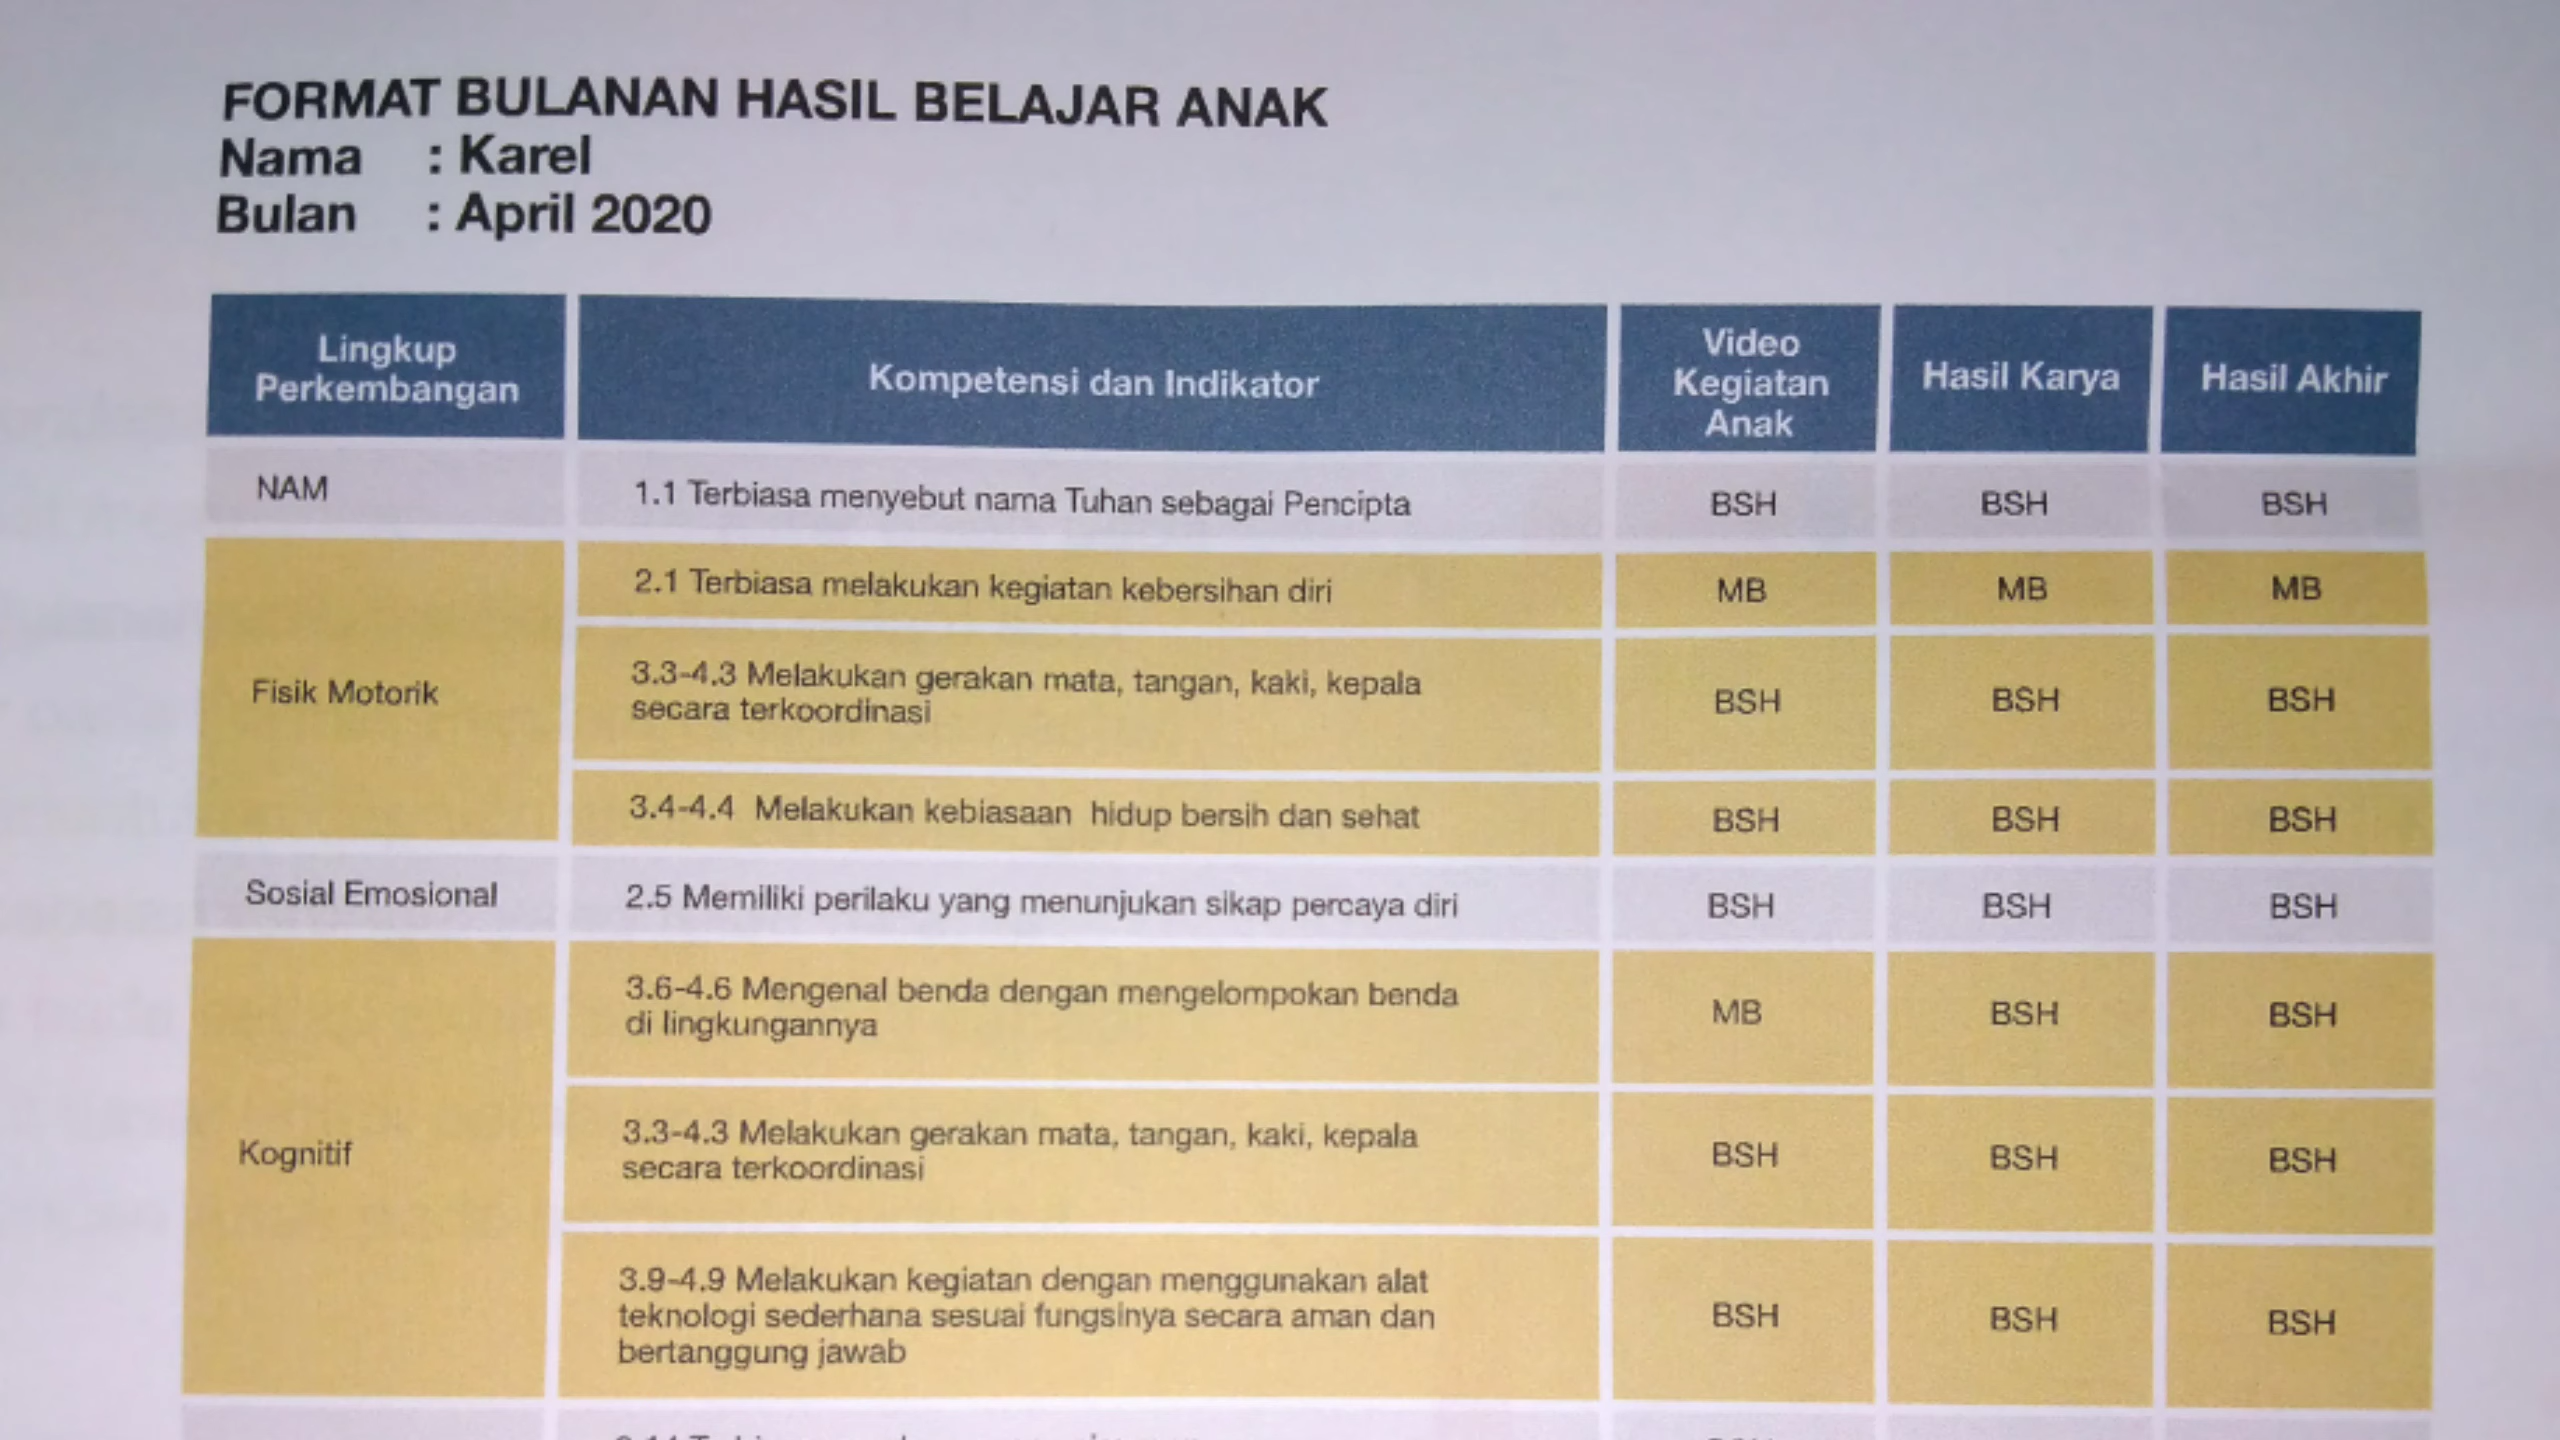 FORMAT BULANAN HASIL BELAJAR ANAK
Nama : Karel
Bulan : April 2020
Lingkup
Perkembangan
Kompetensi dan Indikator
Video
Kegiatan
Anak
Hasil Karya
Hasil Akhir
NAM
1.1 Terbiasa menyebut nama Tuhan sebagai Pencipta
BSH
BSH
BSH
Fisik Motorik
2.1 Terbiasa melakukan kegiatan kebersihan diri
MB
MB
MB
3.3-4.3 Melakukan gerakan mata, tangan, kaki, kepala
secara terkoordinasi
BSH
BSH
BSH
3.4-4.4 Melakukan kebiasaan hidup bersih dan sehat
BSH
BSH
BSH
Sosial Emosional
2.5 Memiliki perilaku yang menunjukan sikap percaya diri
BSH
BSH
BSH
Kognitif
3.6-4.6 Mengenal benda dengan mengelompokan benda
di lingkungannya
MB
BSH
BSH
3.3-4.3 Melakukan gerakan mata, tangan, kaki, kepala
secara terkoordinasi
BSH
BSH
BSH
3.9-4.9 Melakukan kegiatan dengan menggunakan alat
teknologi sederhana sesuai fungsinya secara aman dan
bertanggung jawab
BSH
BSH
BSH